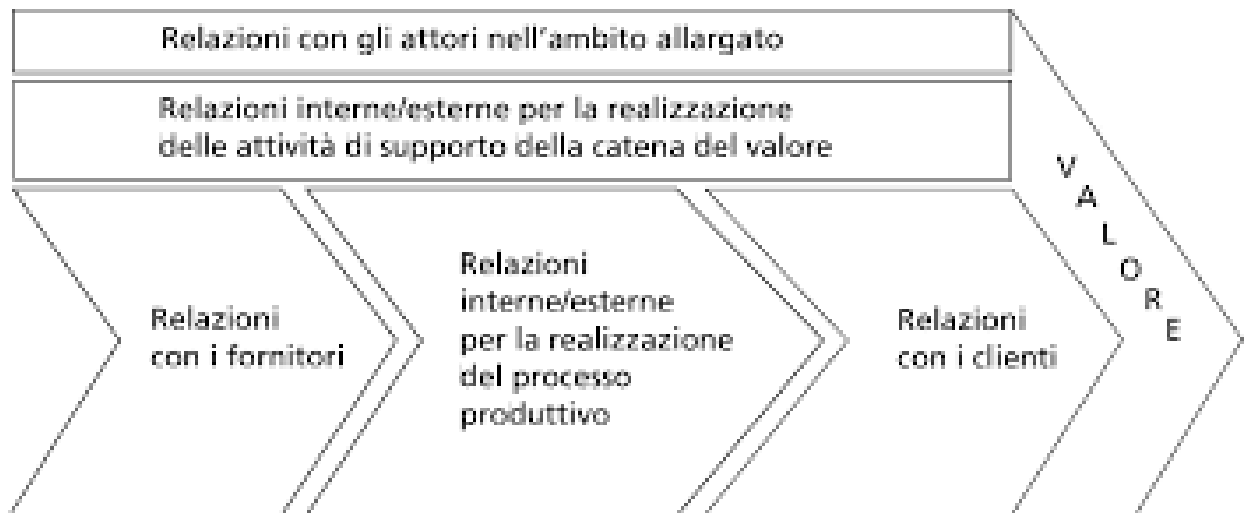 Relazioni con gli attori nell'ambito allargato
Relazioni interne/esterne per la realizzazione
delle attività di supporto della catena del valore
Relazioni
con i fornitori
Relazioni
interne/esterne
per la realizzazione
del processo
produttivo
Relazioni
con i clienti
VALORE